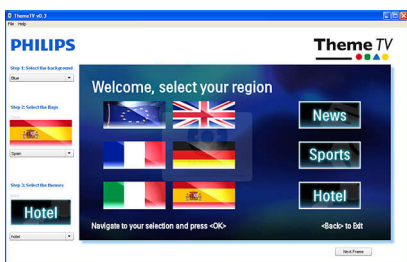 ThemeTV v0.3
File Help
PHILIPS
Theme TV
Step 1: Select the background
Blue
Step 2: Select the flags
Spain
Step 3: Select the themes
Hotel
hotel
Welcome, select your region
News
Sports
Hotel
Navigate to your selection and press <OK>
<Back> to Exit
Next Frame